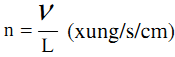 n = ν/L (xung/s/cm)